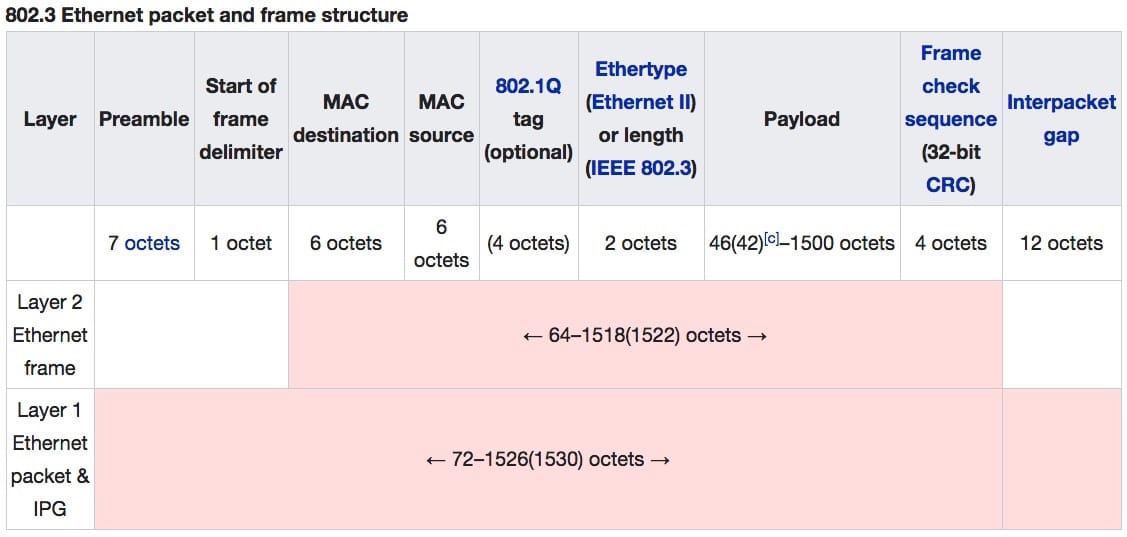 802.3 Ethernet packet and frame structure
Layer
Preamble
Start of
frame
delimiter
MAC
destination
MAC
source
802.1Q
tag
(optional)
Ethertype
(Ethernet II)
or length
(IEEE 802.3)
Payload
Frame
check
sequence
(32-bit
CRC)
Interpacket
gap
7 octets
1 octet
6 octets
6
octets
(4 octets)
2 octets
46(42)[c]–1500 octets
4 octets
12 octets
Layer 2
Ethernet
frame
← 64–1518(1522) octets →
Layer 1
Ethernet
packet &
IPG
← 72–1526(1530) octets →